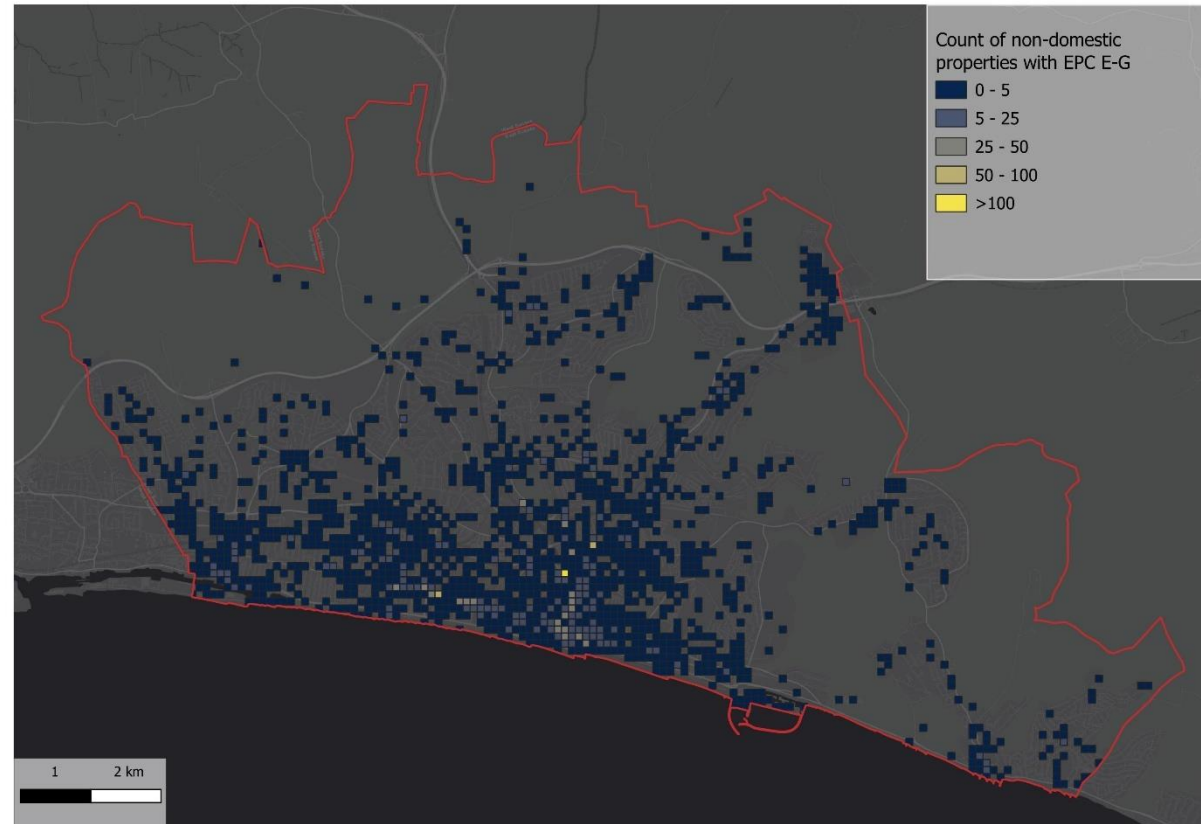 Count of non-domestic
properties with EPC E-G
0 - 5
5 - 25
25 - 50
50 - 100
>100
1 2 km